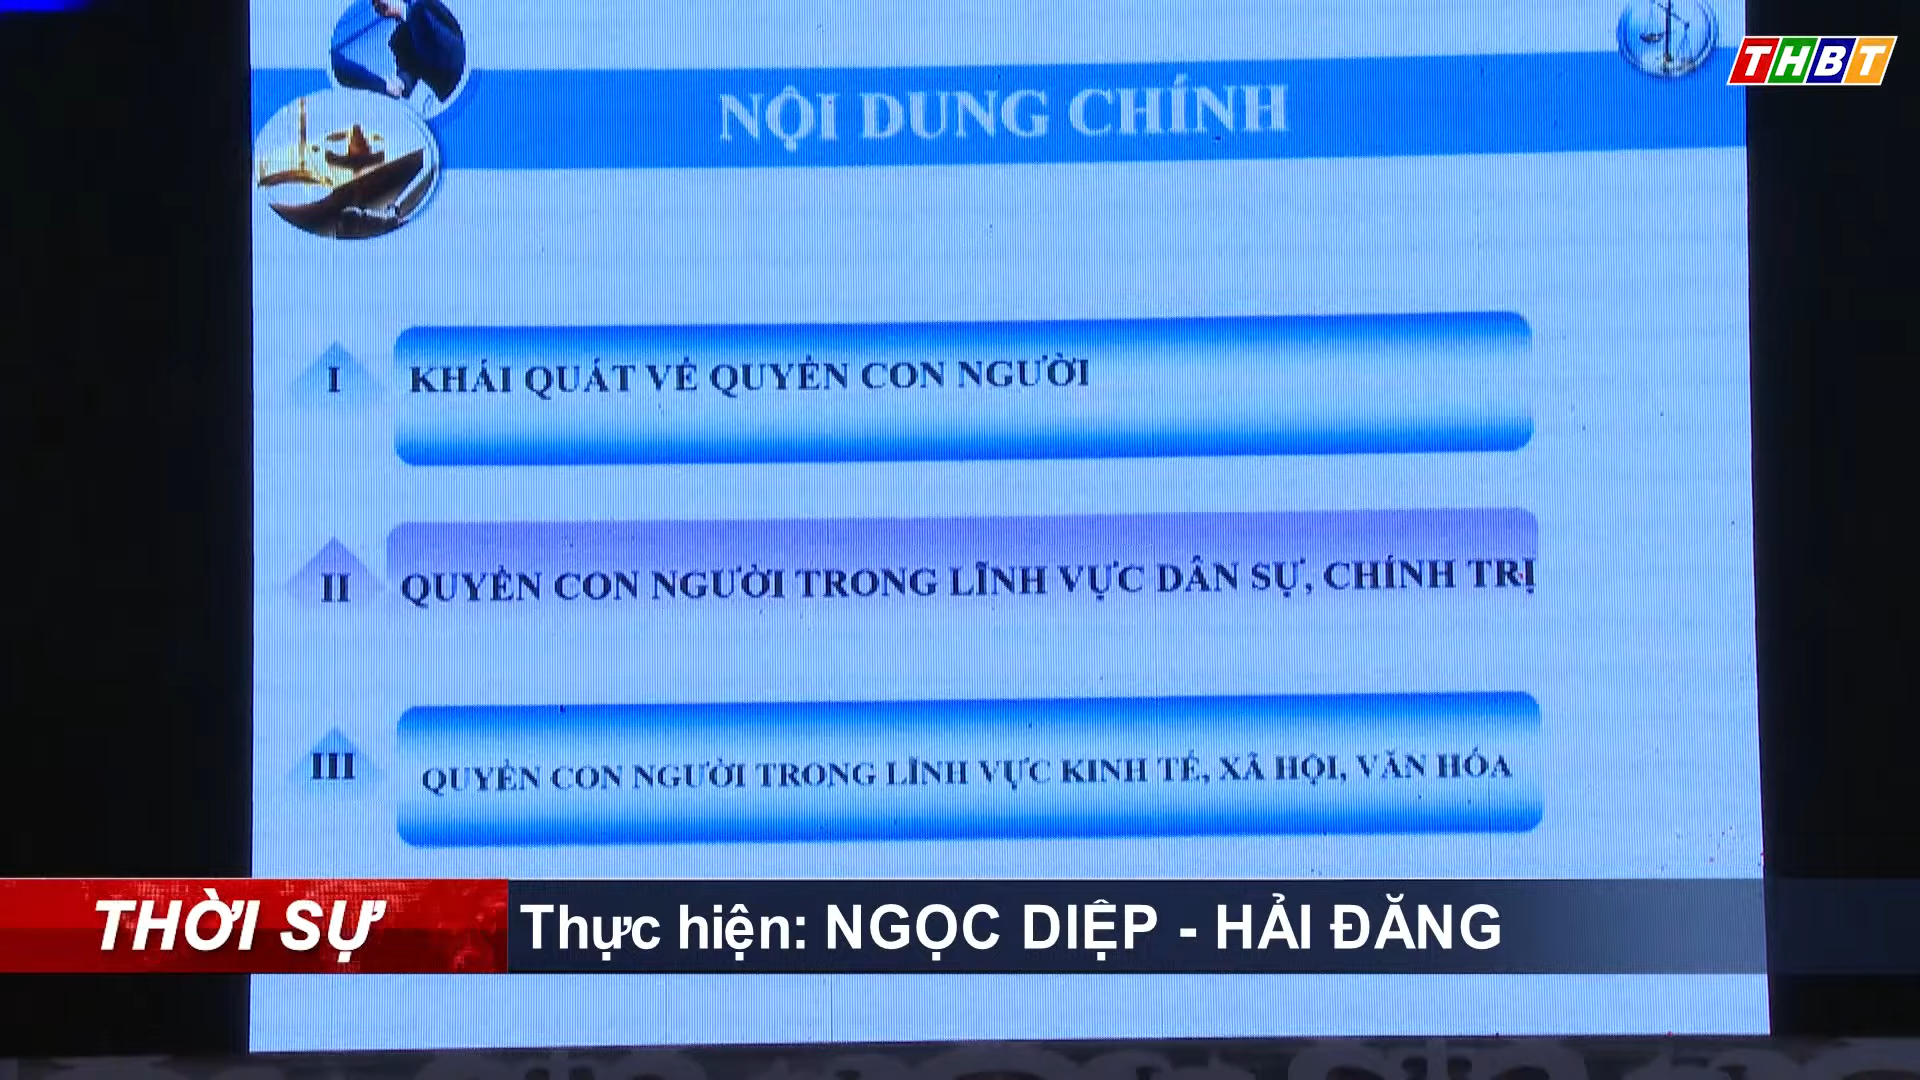 THBT
NỘI DUNG CHÍNH
I KHÁI QUÁT VỀ QUYỀN CON NGƯỜI
II QUYỀN CON NGƯỜI TRONG LĨNH VỰC DÂN SỰ, CHÍNH TRỊ
III QUYỀN CON NGƯỜI TRONG LĨNH VỰC KINH TẾ, XÃ HỘI, VĂN HÓA
THỜI SỰ Thực hiện: NGỌC DIỆP - HẢI ĐĂNG